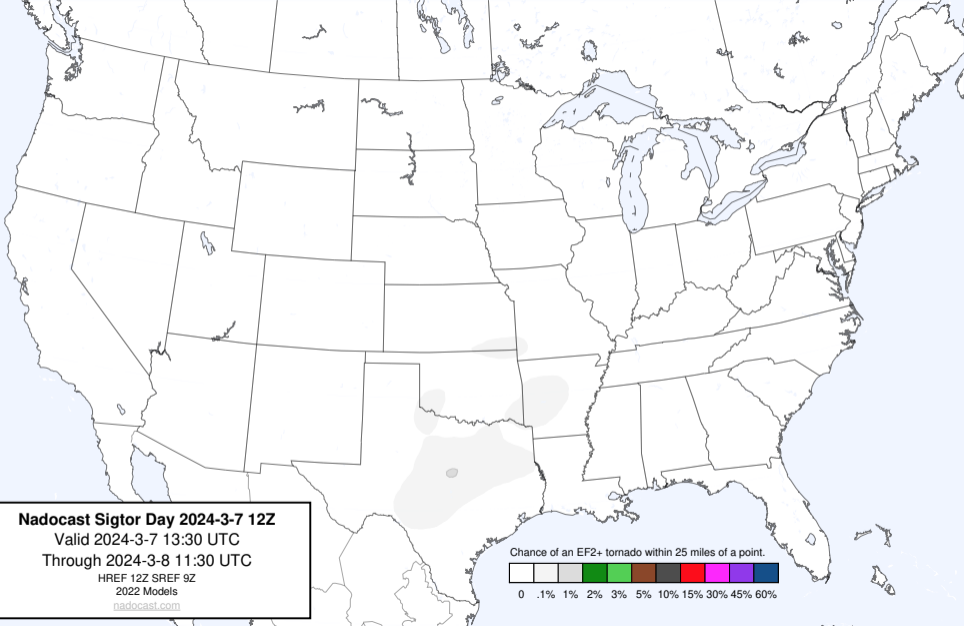 Nadocast Sigtor Day 2024-3-7 12Z
Valid 2024-3-7 13:30 UTC
Through 2024-3-8 11:30 UTC
HREF 12Z SREF 9Z
2022 Models
nadocast.com
Chance of an EF2+ tornado within 25 miles of a point.
0 .1% 1% 2% 3% 5% 10% 15% 30% 45% 60%